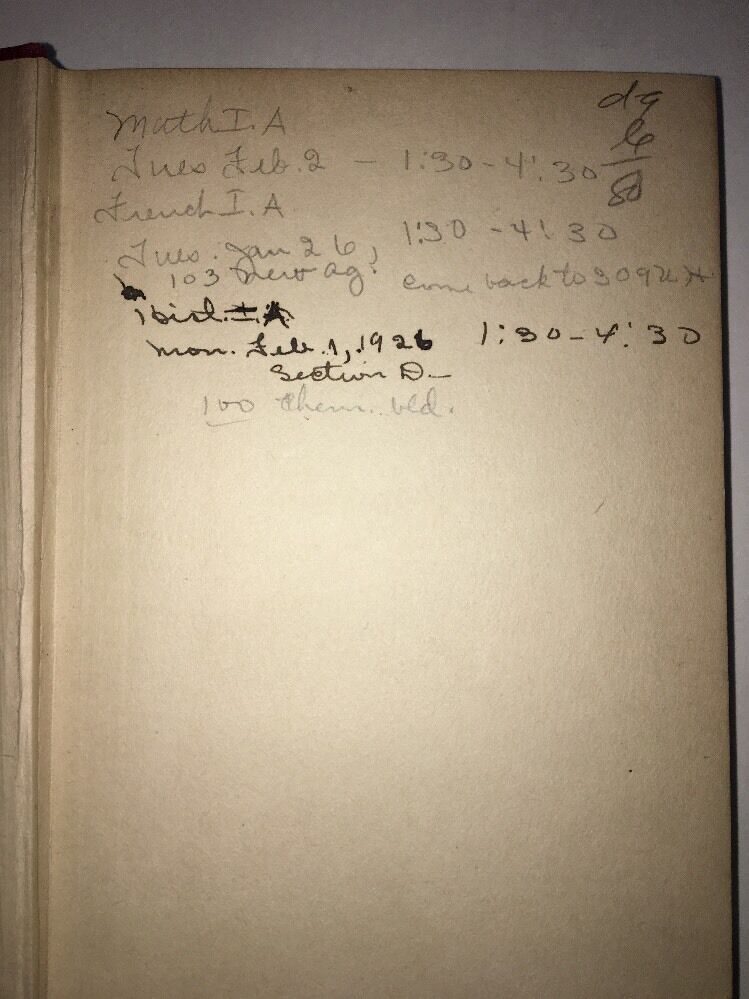 Math I. A
Tues Feb. 2 – 1:30 - 4:30
French I. A
Tues. Jan 26, 1:30 - 4:30
103 New ag. come back to 309
Hist. I. A
Mon. Feb. 1, 1926 1:30 - 4:30
Section D –
100 Chem. bld.